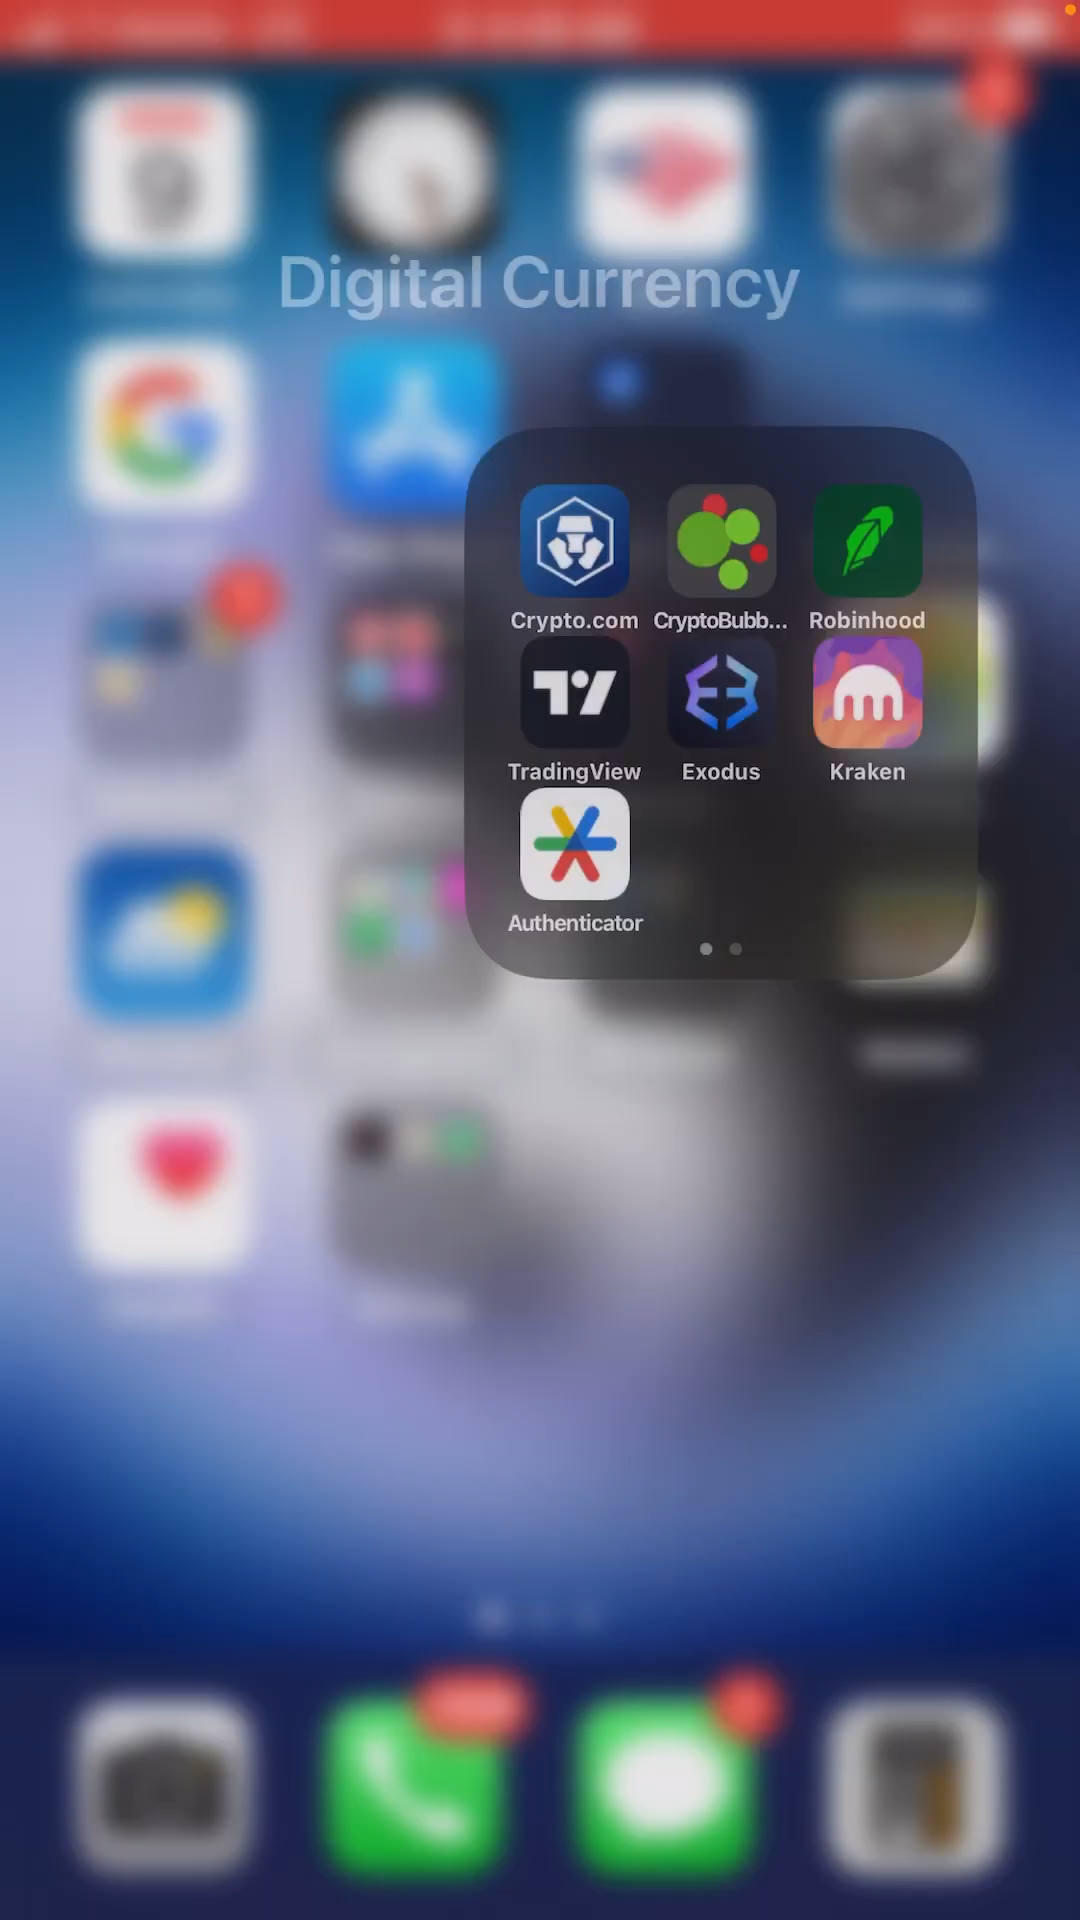 Digital Currency
Crypto.com
CryptoBubb...
Robinhood
TradingView
Exodus
Kraken
Authenticator